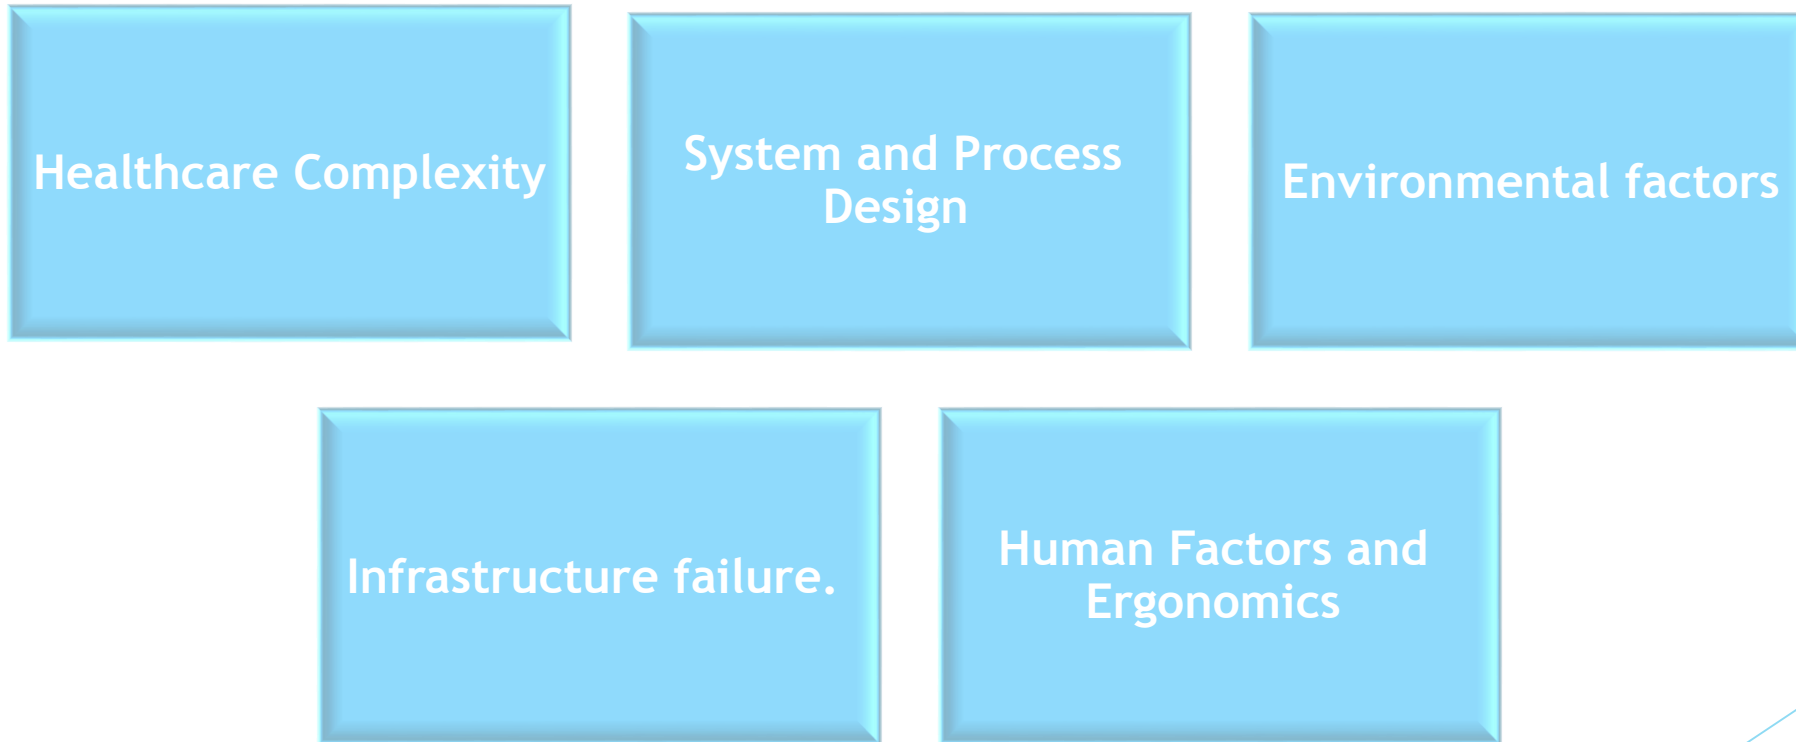 Healthcare Complexity
System and Process
Design
Environmental factors
Infrastructure failure.
Human Factors and
Ergonomics